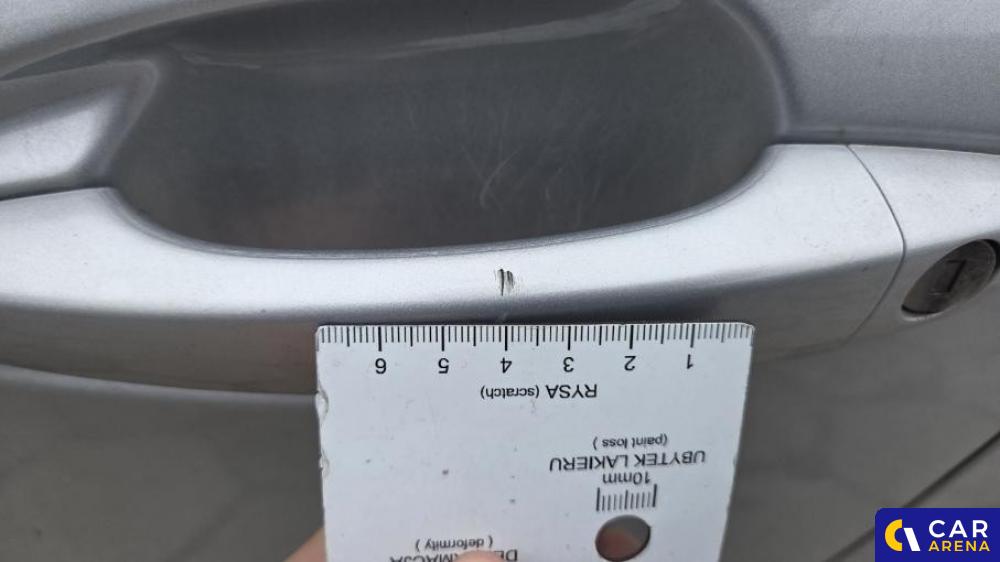 6 5 4 3 2 1
RYSA (scratch)
UBYTEK LAKIERU
(paint loss)
10mm
(deformity)
CAR
ARENA